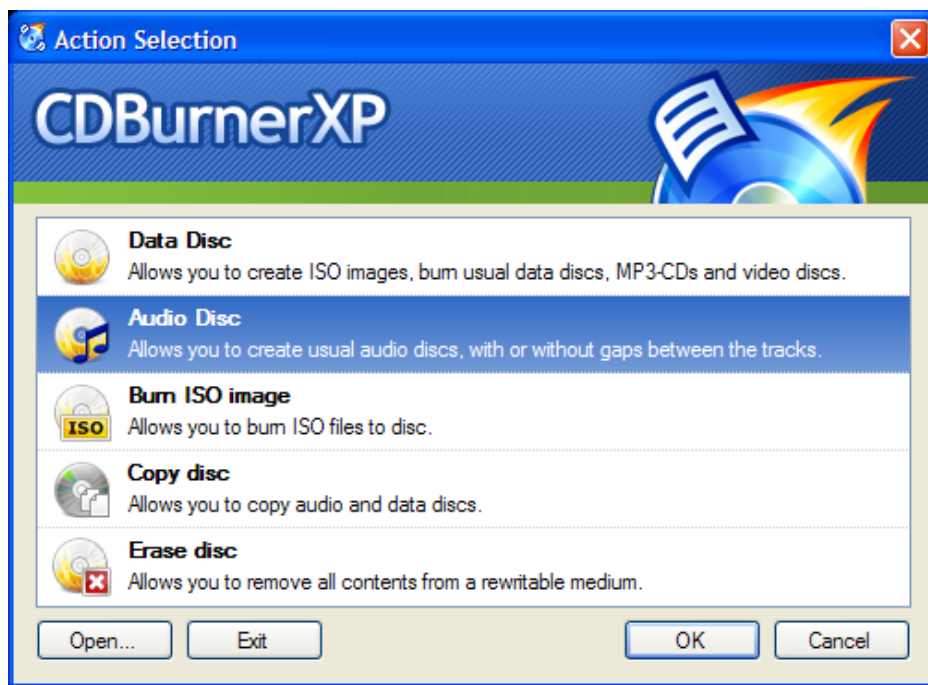 Action Selection
CDBurnerXP
Data Disc
Allows you to create ISO images, burn usual data discs, MP3-CDs and video discs.
Audio Disc
Allows you to create usual audio discs, with or without gaps between the tracks.
Burn ISO image
ISO
Allows you to burn ISO files to disc.
Copy disc
Allows you to copy audio and data discs.
Erase disc
Allows you to remove all contents from a rewritable medium.
Open... Exit OK Cancel